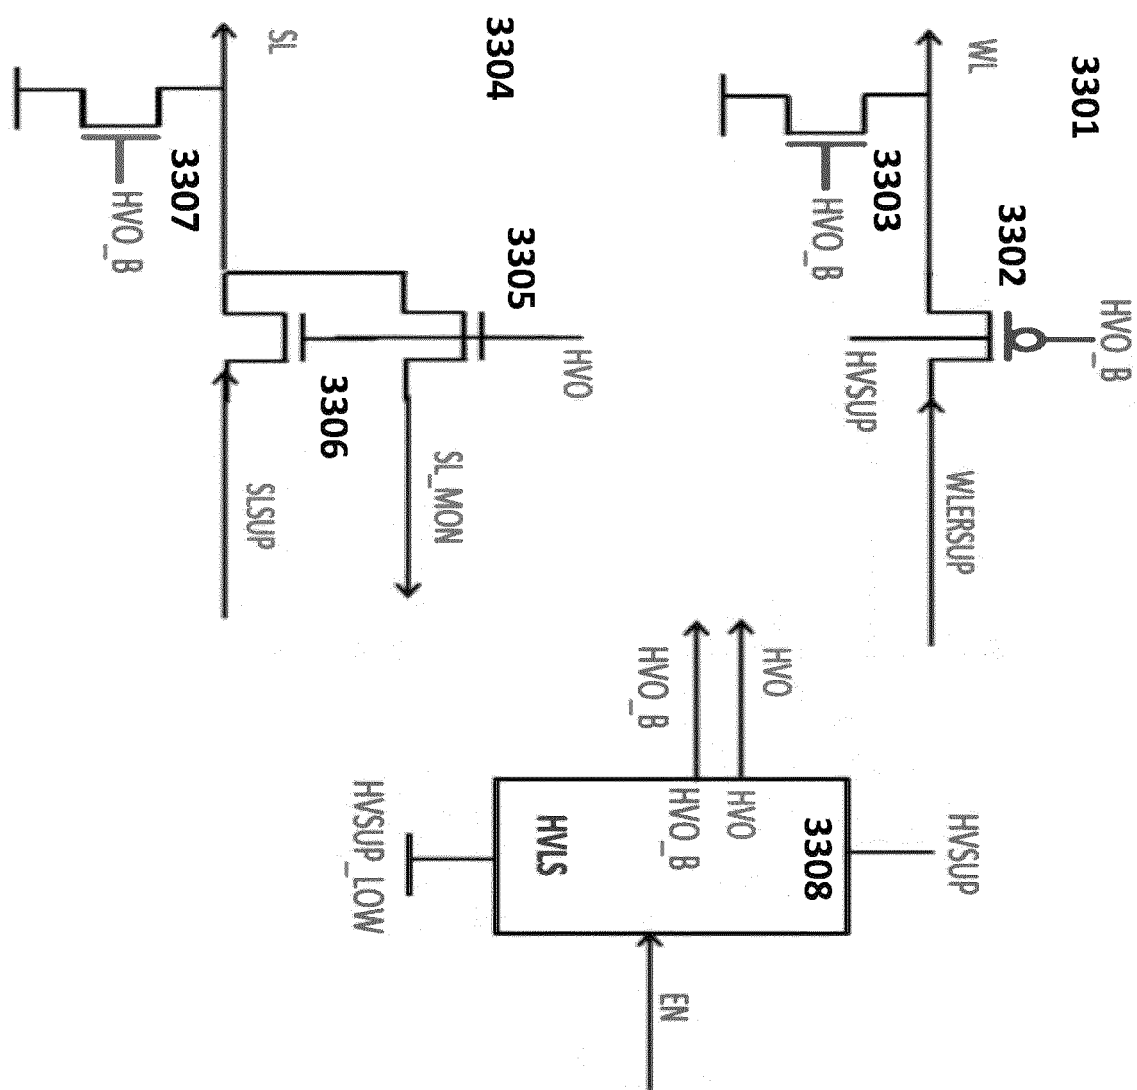 HVO_B
3301
3302
WL
WLERSUP
HVSUP
3303
HVSUP
HVO_B
3308
HVO
HVO
HVO_B
EN
HVO_B
HVO
HVLS
3305
3304
SL_MON
HVSUP_LOW
3306
SL
SLSUP
3307
HVO_B